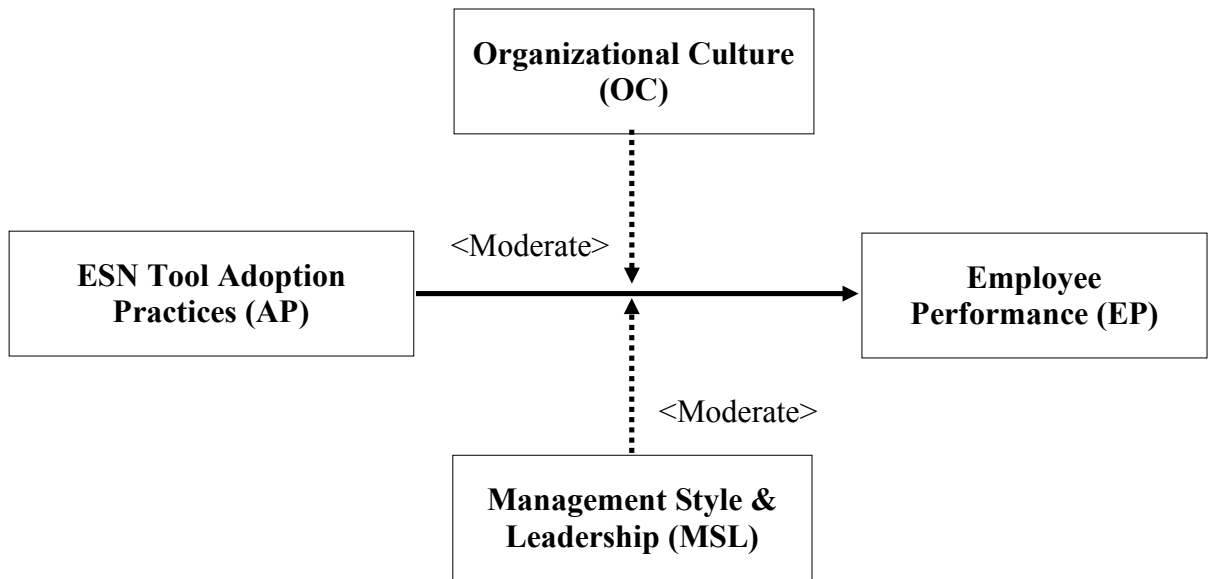 Organizational Culture
(OC)
<Moderate>
ESN Tool Adoption
Practices (AP)
Employee
Performance (EP)
<Moderate>
Management Style &
Leadership (MSL)